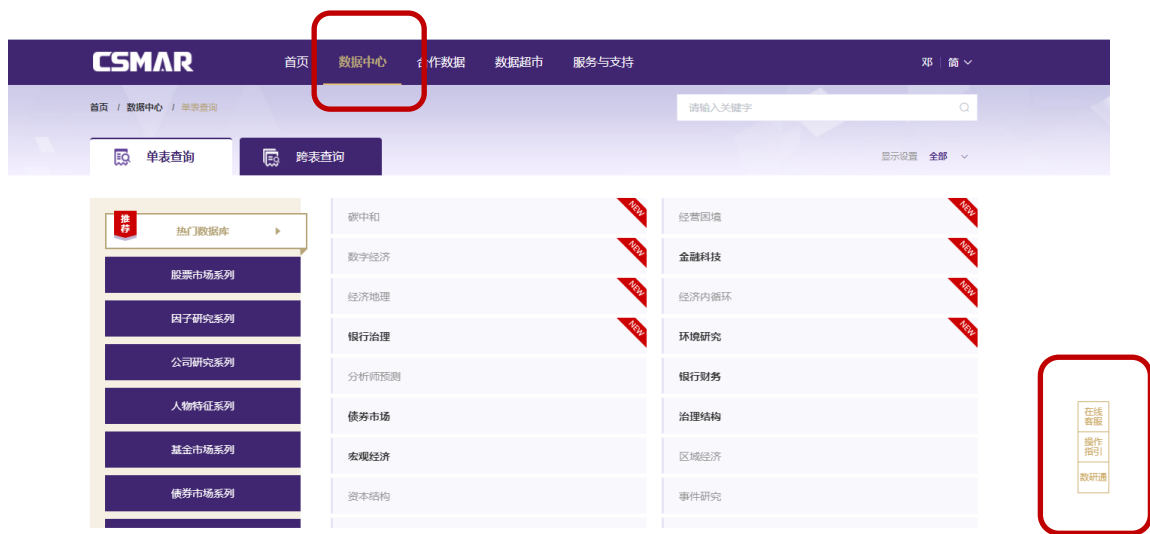 CSMAR 首页 数据中心 合作数据 数据超市 服务与支持 邓 简
首页 / 数据中心 / 单表查询 请输入关键字
单表查询 跨表查询 显示设置 全部
推荐 热门数据库
股票市场系列
因子研究系列
公司研究系列
人物特征系列
基金市场系列
债券市场系列
碳中和 NEW 经营困境 NEW
数字经济 NEW 金融科技 NEW
经济地理 NEW 经济内循环 NEW
银行治理 NEW 环境研究 NEW
分析师预测 银行财务
债券市场 治理结构
宏观经济 区域经济
资本结构 事件研究
在线
客服
操作
指引
数研通